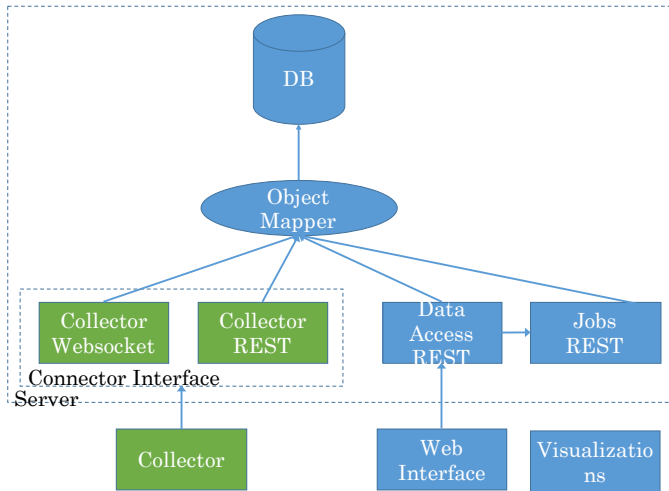 DB
Object
Mapper
Collector
Websocket
Collector
REST
Data
Access
REST
Jobs
REST
Connector Interface
Server
Collector
Web
Interface
Visualizatio
ns